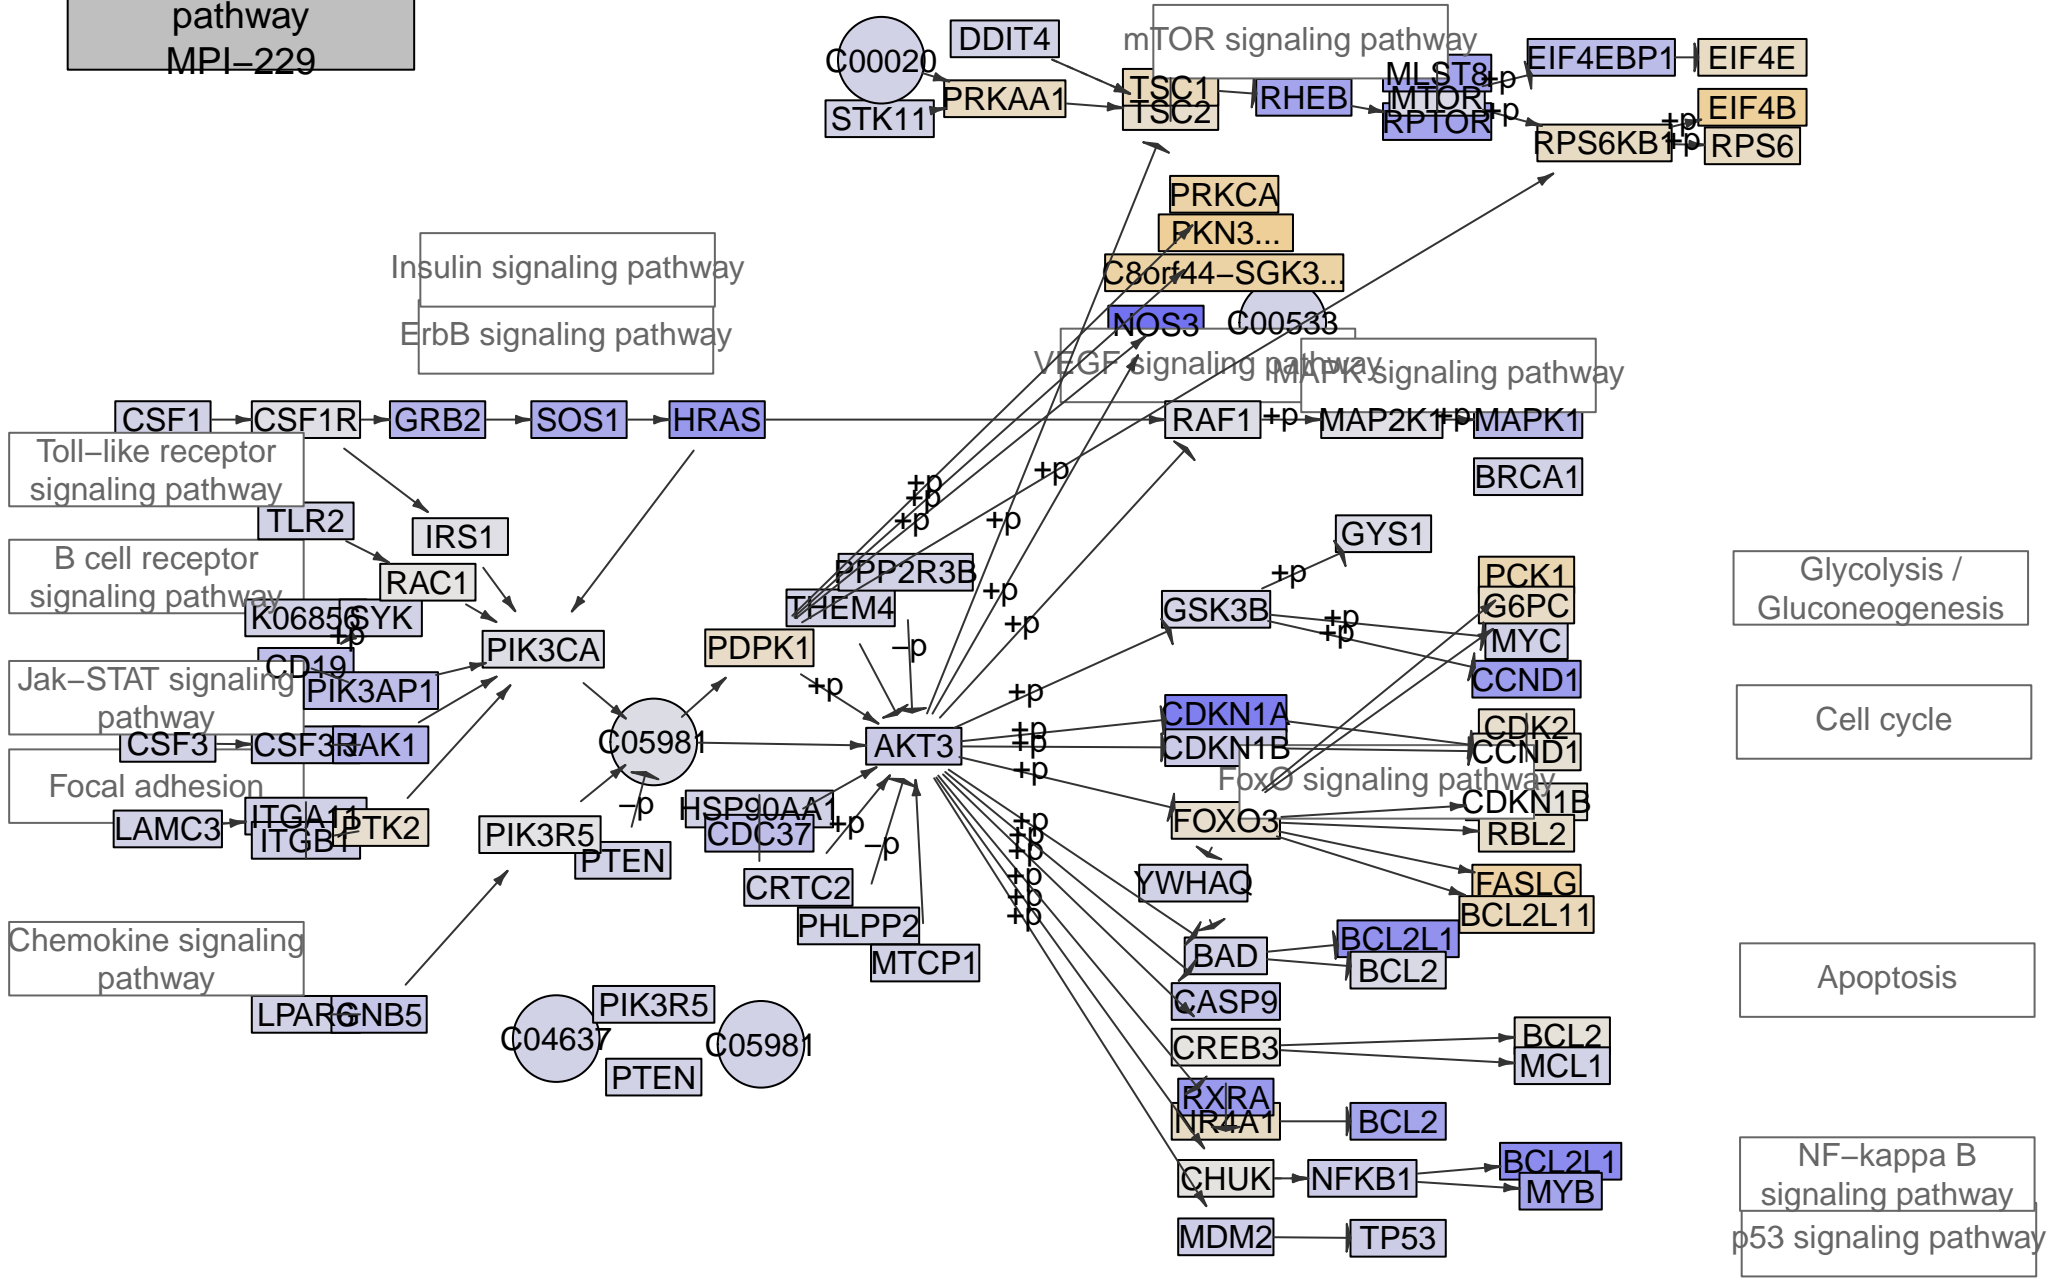 pathway
MPI–229
C00020
DDIT4
STK11
PRKAA1
mTOR signaling pathway
TSC1
TSC2
RHEB
MLST8
MTOR
RPTOR
+p
+p
EIF4EBP1
EIF4E
RPS6KB1
+p
+p
EIF4B
RPS6
PRKCA
PKN3...
C8orf44–SGK3...
NOS3
C00533
Insulin signaling pathway
ErbB signaling pathway
VEGF signaling pathway
MAPK signaling pathway
CSF1
CSF1R
GRB2
SOS1
HRAS
RAF1
+p
MAP2K1
+p
MAPK1
BRCA1
Toll–like receptor
signaling pathway
TLR2
IRS1
RAC1
B cell receptor
signaling pathway
K06856
SYK
+p
CD19
PIK3AP1
PIK3CA
Jak–STAT signaling
pathway
CSF3
CSF3R
JAK1
Focal adhesion
LAMC3
ITGA11
ITGB1
PTK2
Chemokine signaling
pathway
LPAR6
GNB5
C05981
PIK3R5
PTEN
–p
PDPK1
+p
THEM4
PPP2R3B
–p
+p
+p
+p
+p
+p
+p
+p
AKT3
HSP90AA1
CDC37
+p
–p
CRTC2
PHLPP2
MTCP1
C04637
PIK3R5
PTEN
C05981
+p
+p
+p
+p
+p
+p
+p
+p
+p
+p
GSK3B
+p
GYS1
+p
+p
PCK1
G6PC
MYC
CCND1
CDKN1A
CDKN1B
CDK2
CCND1
FoxO signaling pathway
FOXO3
CDKN1B
RBL2
FASLG
BCL2L11
YWHAQ
BAD
BCL2L1
BCL2
CASP9
CREB3
BCL2
MCL1
RXRA
NR4A1
BCL2
CHUK
NFKB1
BCL2L1
MYB
MDM2
TP53
Glycolysis /
Gluconeogenesis
Cell cycle
Apoptosis
NF–kappa B
signaling pathway
p53 signaling pathway